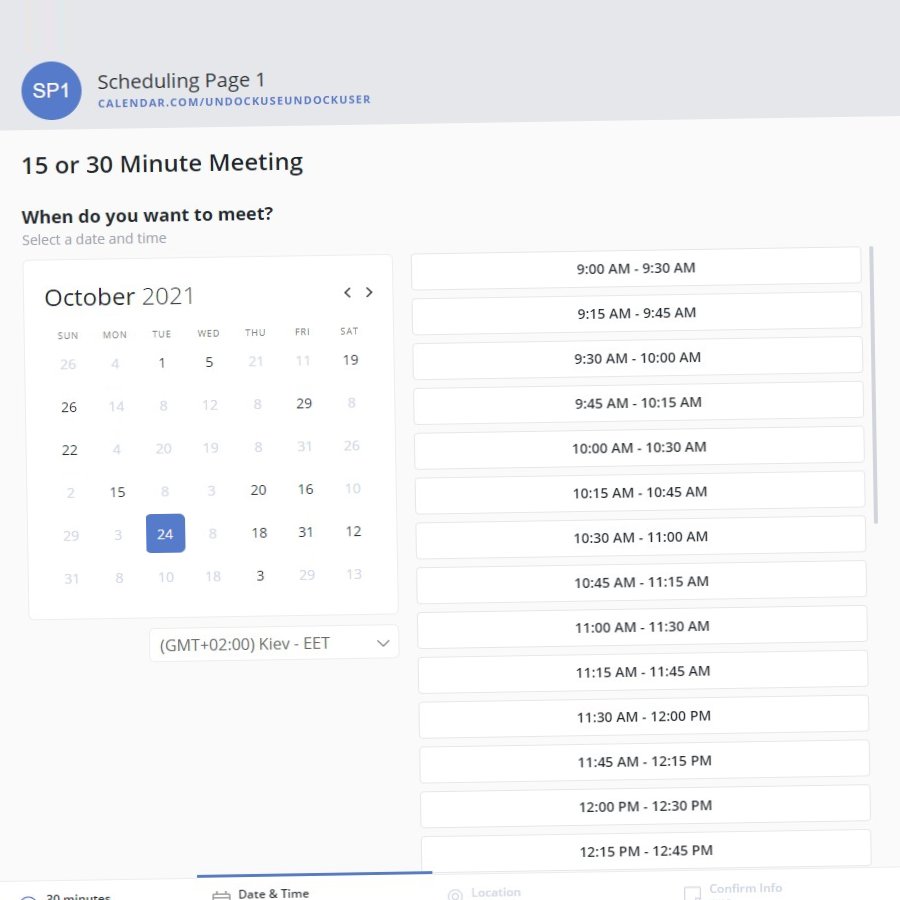 SP1
Scheduling Page 1
CALENDAR.COM/UNDOCKUSEUNDOCKUSER
15 or 30 Minute Meeting
When do you want to meet?
Select a date and time
October 2021
SUN MON TUE WED THU FRI SAT
26 4 1 5 21 11 19
26 14 8 12 8 29 8
22 4 20 19 8 31 26
2 15 8 3 20 16 10
29 3 24 8 18 31 12
31 8 10 18 3 29 13
(GMT+02:00) Kiev - EET
9:00 AM - 9:30 AM
9:15 AM - 9:45 AM
9:30 AM - 10:00 AM
9:45 AM - 10:15 AM
10:00 AM - 10:30 AM
10:15 AM - 10:45 AM
10:30 AM - 11:00 AM
10:45 AM - 11:15 AM
11:00 AM - 11:30 AM
11:15 AM - 11:45 AM
11:30 AM - 12:00 PM
11:45 AM - 12:15 PM
12:00 PM - 12:30 PM
12:15 PM - 12:45 PM
30 minutes
Date & Time
Location
Confirm Info